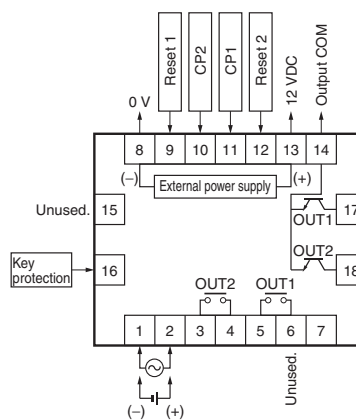 Reset 1
CP2
CP1
Reset 2
12 VDC
Output COM
0 V
8
9
10
11
12
13
14
(−)
External power supply
(+)
Unused.
15
OUT1
17
Key
protection
16
OUT2
18
OUT2
OUT1
1
2
3
4
5
6
7
Unused.
(−)
(+)